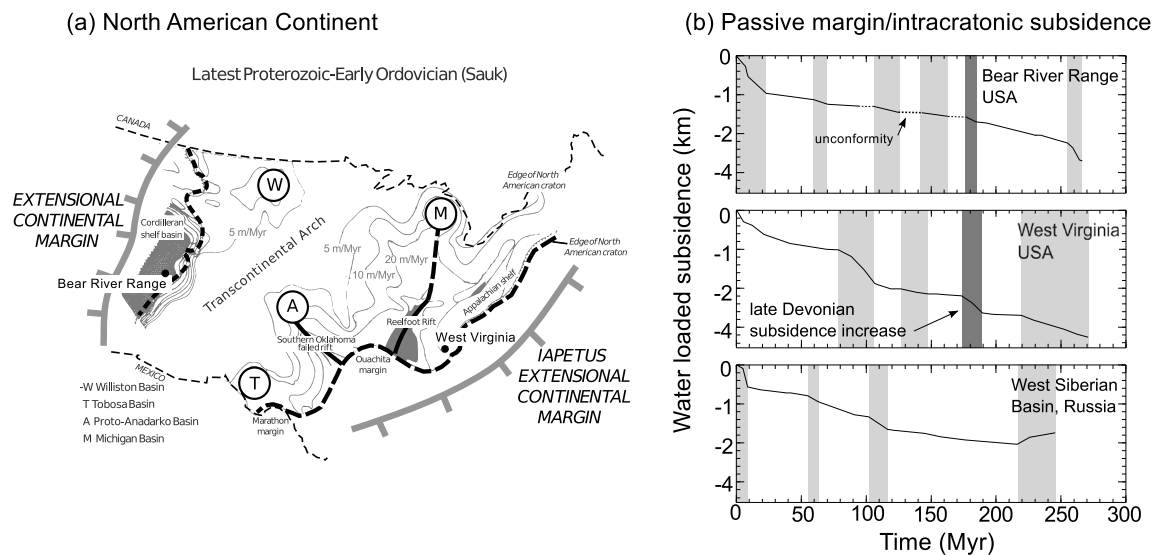 (a) North American Continent
Latest Proterozoic-Early Ordovician (Sauk)
CANADA
EXTENSIONAL
CONTINENTAL
MARGIN
Cordilleran
shelf basin
Bear River Range
W
5 m/Myr
Transcontinental Arch
5 m/Myr
10 m/Myr
20 m/Myr
M
Edge of North
American craton
Edge of North
American craton
Appalachian shelf
A
Southern Oklahoma
failed rift
Reelfoot Rift
West Virginia
Ouachita
margin
IAPETUS
EXTENSIONAL
CONTINENTAL
MARGIN
MEXICO
T
Marathon
margin
-W Williston Basin
T Tobosa Basin
A Proto-Anadarko Basin
M Michigan Basin
(b) Passive margin/intracratonic subsidence
Water loaded subsidence (km)
0
-1
-2
-4
Bear River Range
USA
unconformity
0
-1
-2
-4
West Virginia
USA
late Devonian
subsidence increase
0
-1
-2
-4
West Siberian
Basin, Russia
0
50
100
150
200
250
300
Time (Myr)